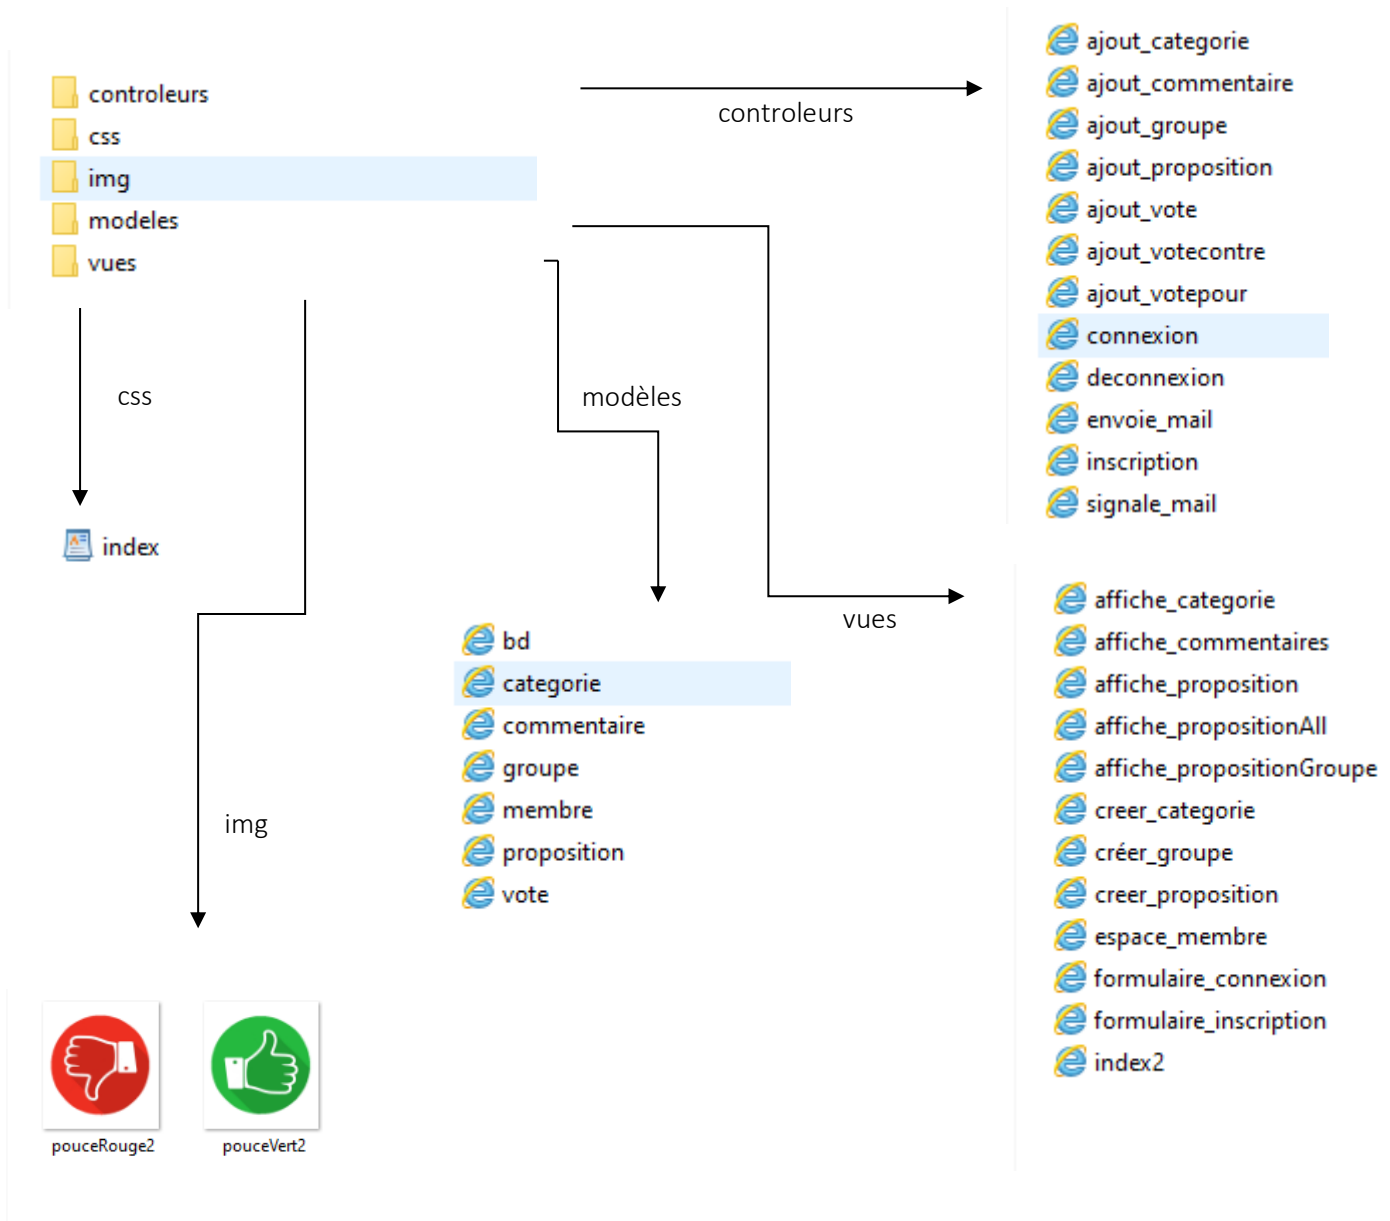 controleurs
css
img
modeles
vues
controleurs
ajout_categorie
ajout_commentaire
ajout_groupe
ajout_proposition
ajout_vote
ajout_votecontre
ajout_votepour
connexion
deconnexion
envoie_mail
inscription
signale_mail
css
index
modèles
bd
categorie
commentaire
groupe
membre
proposition
vote
vues
affiche_categorie
affiche_commentaires
affiche_proposition
affiche_propositionAll
affiche_propositionGroupe
creer_categorie
créer_groupe
creer_proposition
espace_membre
formulaire_connexion
formulaire_inscription
index2
img
pouceRouge2
pouceVert2